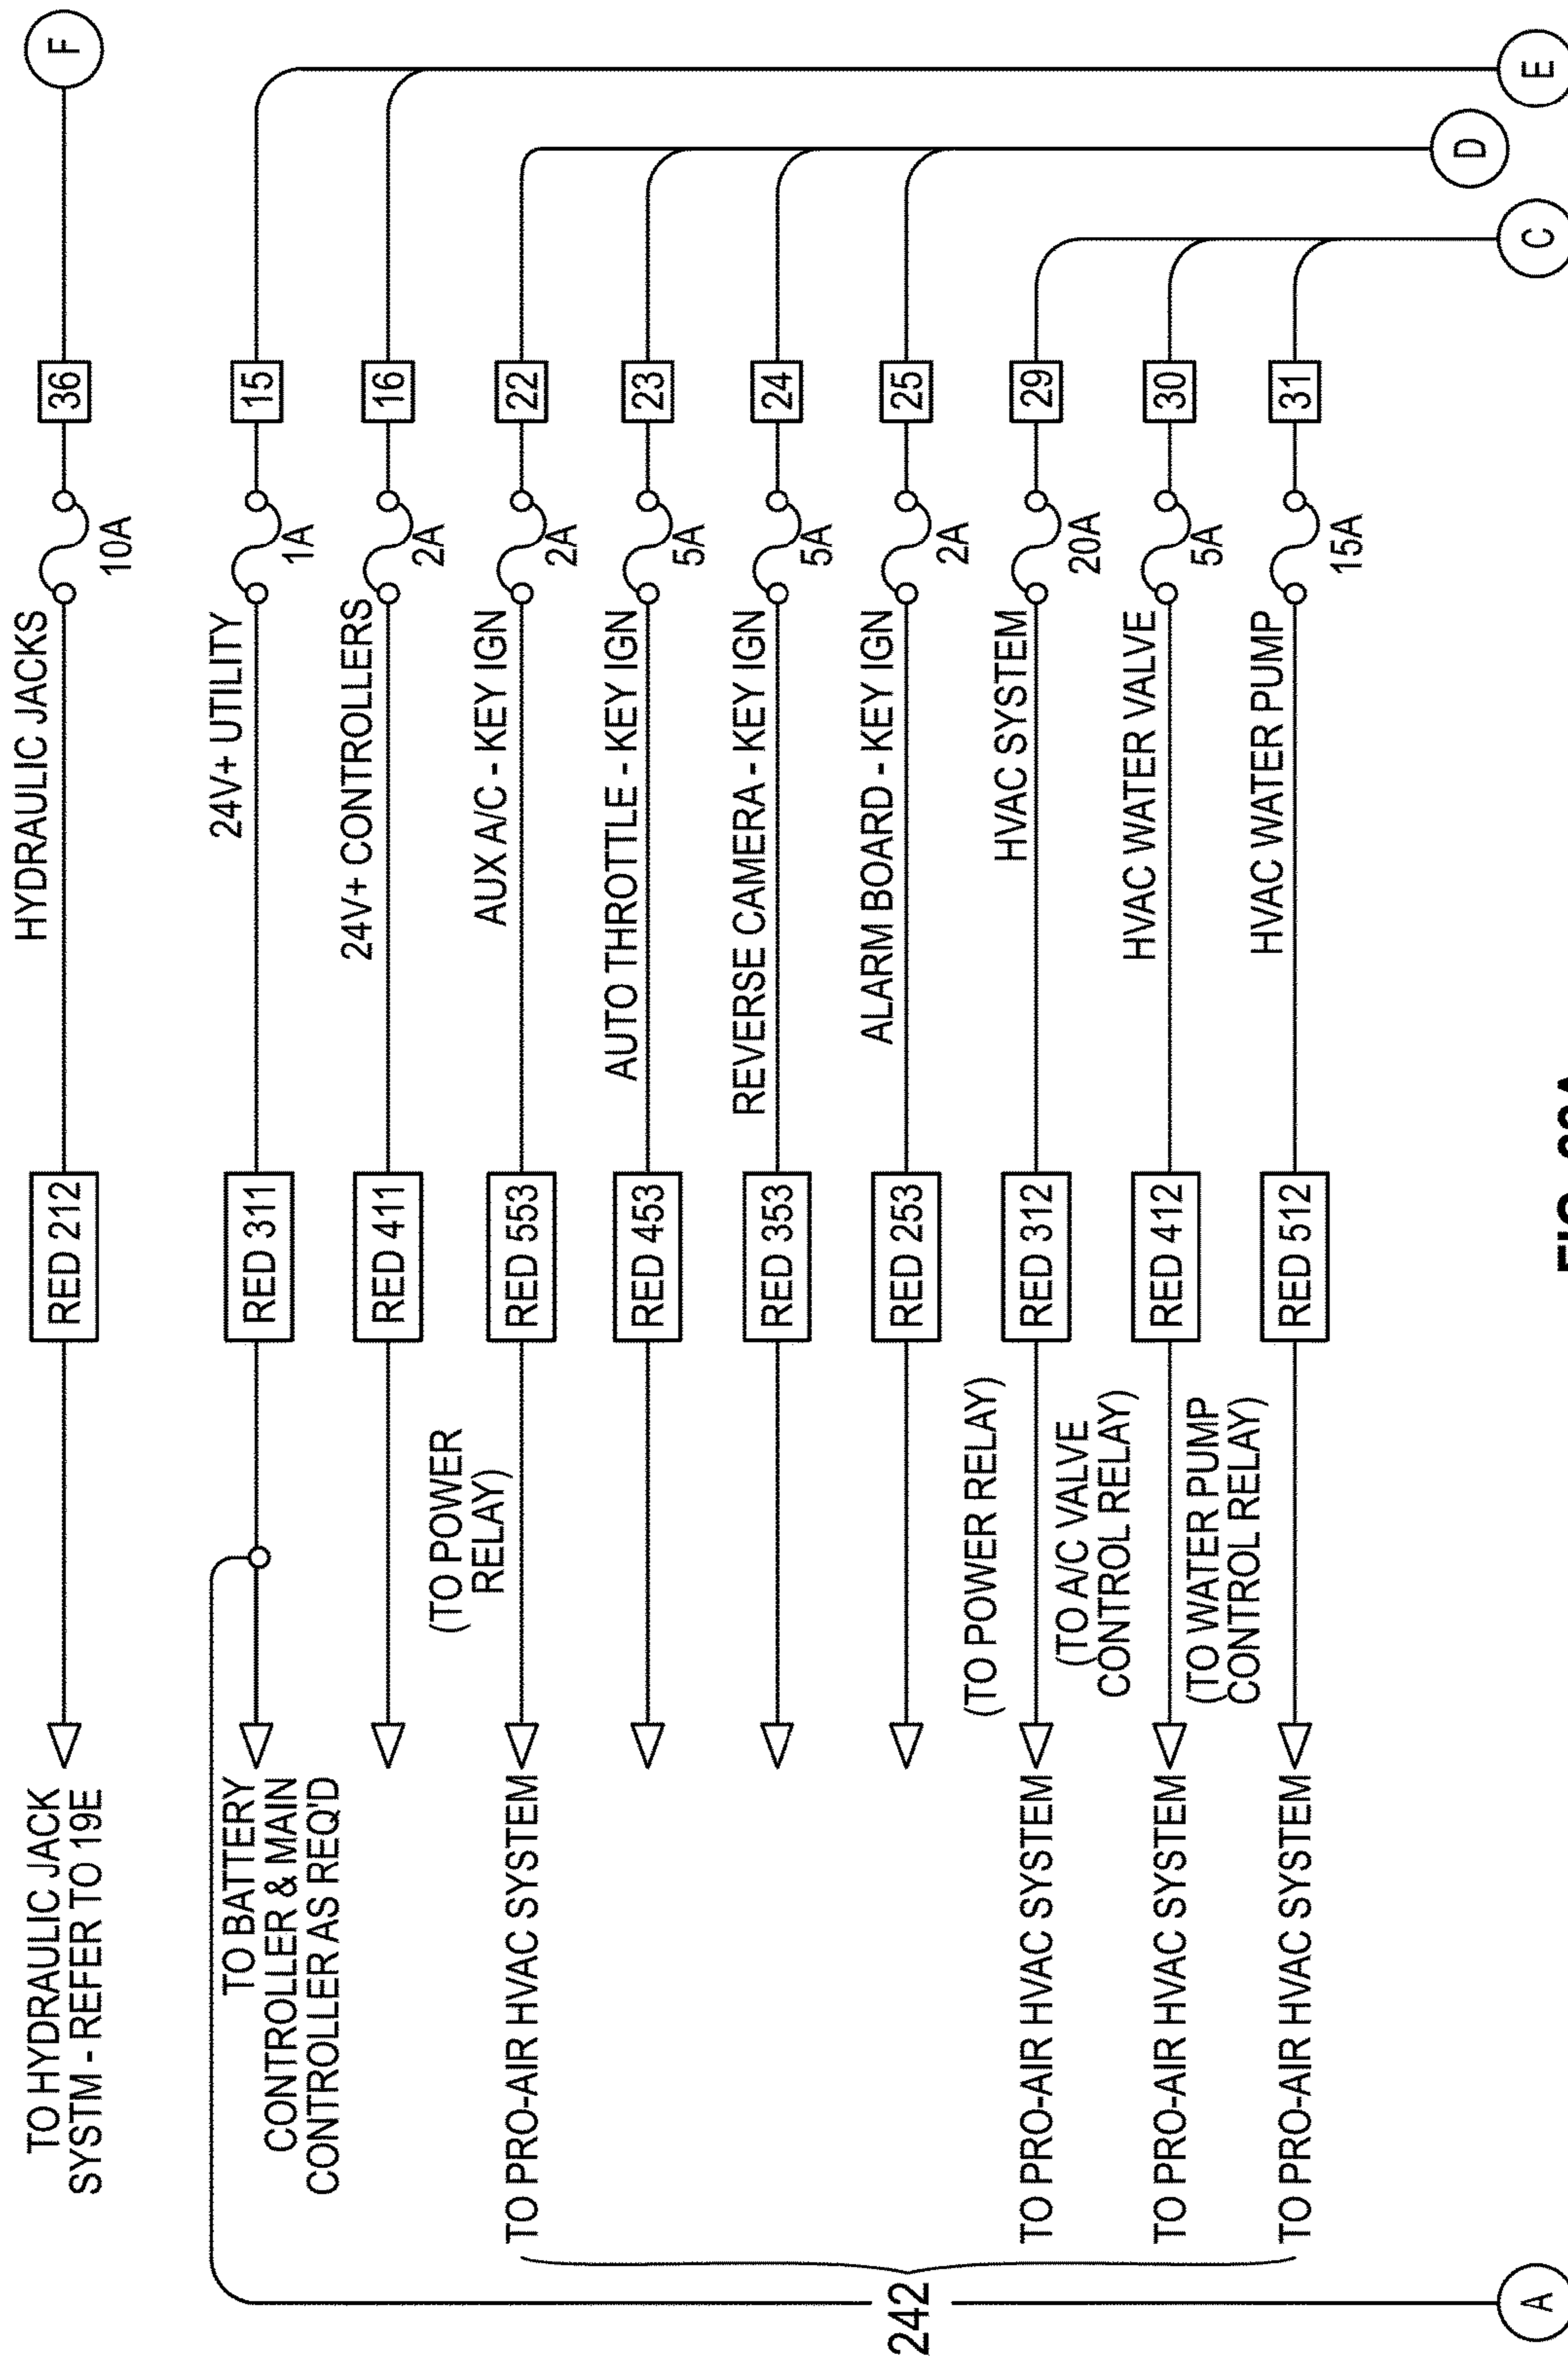 HYDRAULIC JACKS
TO HYDRAULIC JACK
SYSTM - REFER TO 19E
RED 212
10A
36
F
24V+ UTILITY
TO BATTERY
CONTROLLER & MAIN
CONTROLLER AS REQ'D
RED 311
1A
15
24V+ CONTROLLERS
RED 411
2A
16
(TO POWER
RELAY)
AUX A/C - KEY IGN
TO PRO-AIR HVAC SYSTEM
RED 553
2A
22
AUTO THROTTLE - KEY IGN
RED 453
5A
23
REVERSE CAMERA - KEY IGN
RED 353
5A
24
ALARM BOARD - KEY IGN
242
RED 253
2A
25
(TO POWER RELAY)
HVAC SYSTEM
TO PRO-AIR HVAC SYSTEM
RED 312
20A
29
(TO A/C VALVE
CONTROL RELAY)
HVAC WATER VALVE
TO PRO-AIR HVAC SYSTEM
RED 412
5A
30
(TO WATER PUMP
CONTROL RELAY)
HVAC WATER PUMP
TO PRO-AIR HVAC SYSTEM
RED 512
15A
31
A
C
D
E
FIG.